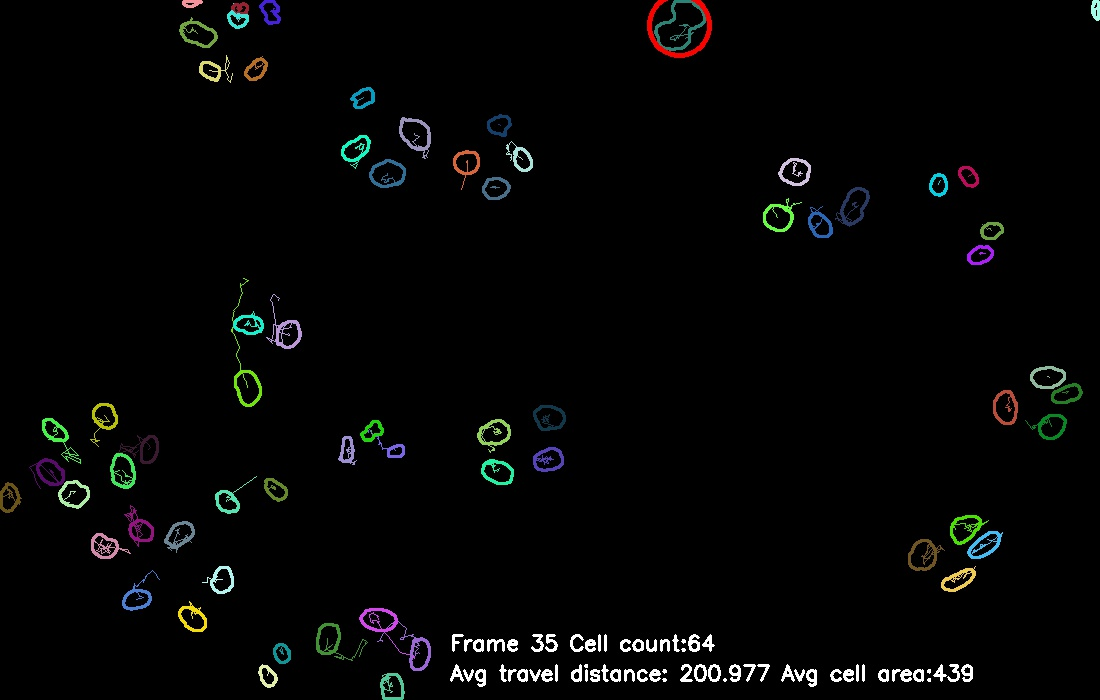 Frame 35 Cell count:64
Avg travel distance: 200.977 Avg cell area:439